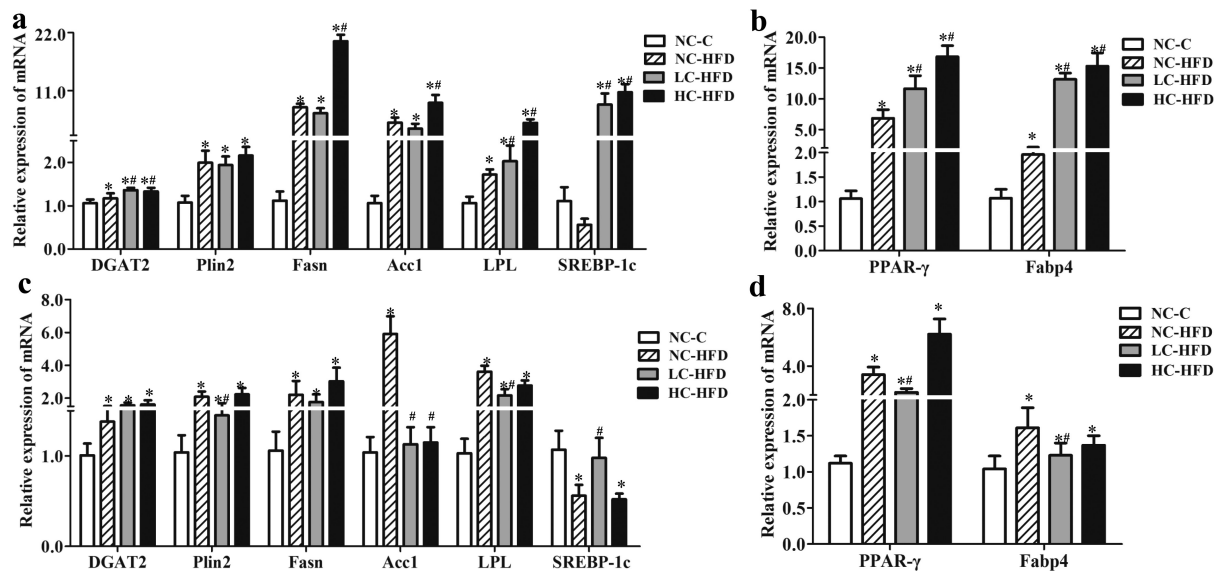 a
Relative expression of mRNA
22.0
11.0
2.0
1.0
0.0
* *# *#
* * *
* * *#
* * *#
* *# *#
*# *#
DGAT2 Plin2 Fasn Acc1 LPL SREBP-1c
NC-C
NC-HFD
LC-HFD
HC-HFD
b
Relative expression of mRNA
20.0
15.0
10.0
5.0
2.0
1.5
1.0
0.5
0.0
* *# *#
* *# *#
PPAR-γ Fabp4
NC-C
NC-HFD
LC-HFD
HC-HFD
c
Relative expression of mRNA
8.0
6.0
4.0
2.0
1.0
0.0
* *# *
* *# *
* * *
* # #
* *# *
* # *
DGAT2 Plin2 Fasn Acc1 LPL SREBP-1c
NC-C
NC-HFD
LC-HFD
HC-HFD
d
Relative expression of mRNA
8.0
4.0
2.0
1.5
1.0
0.5
0.0
* *# *
* *# *
PPAR-γ Fabp4
NC-C
NC-HFD
LC-HFD
HC-HFD